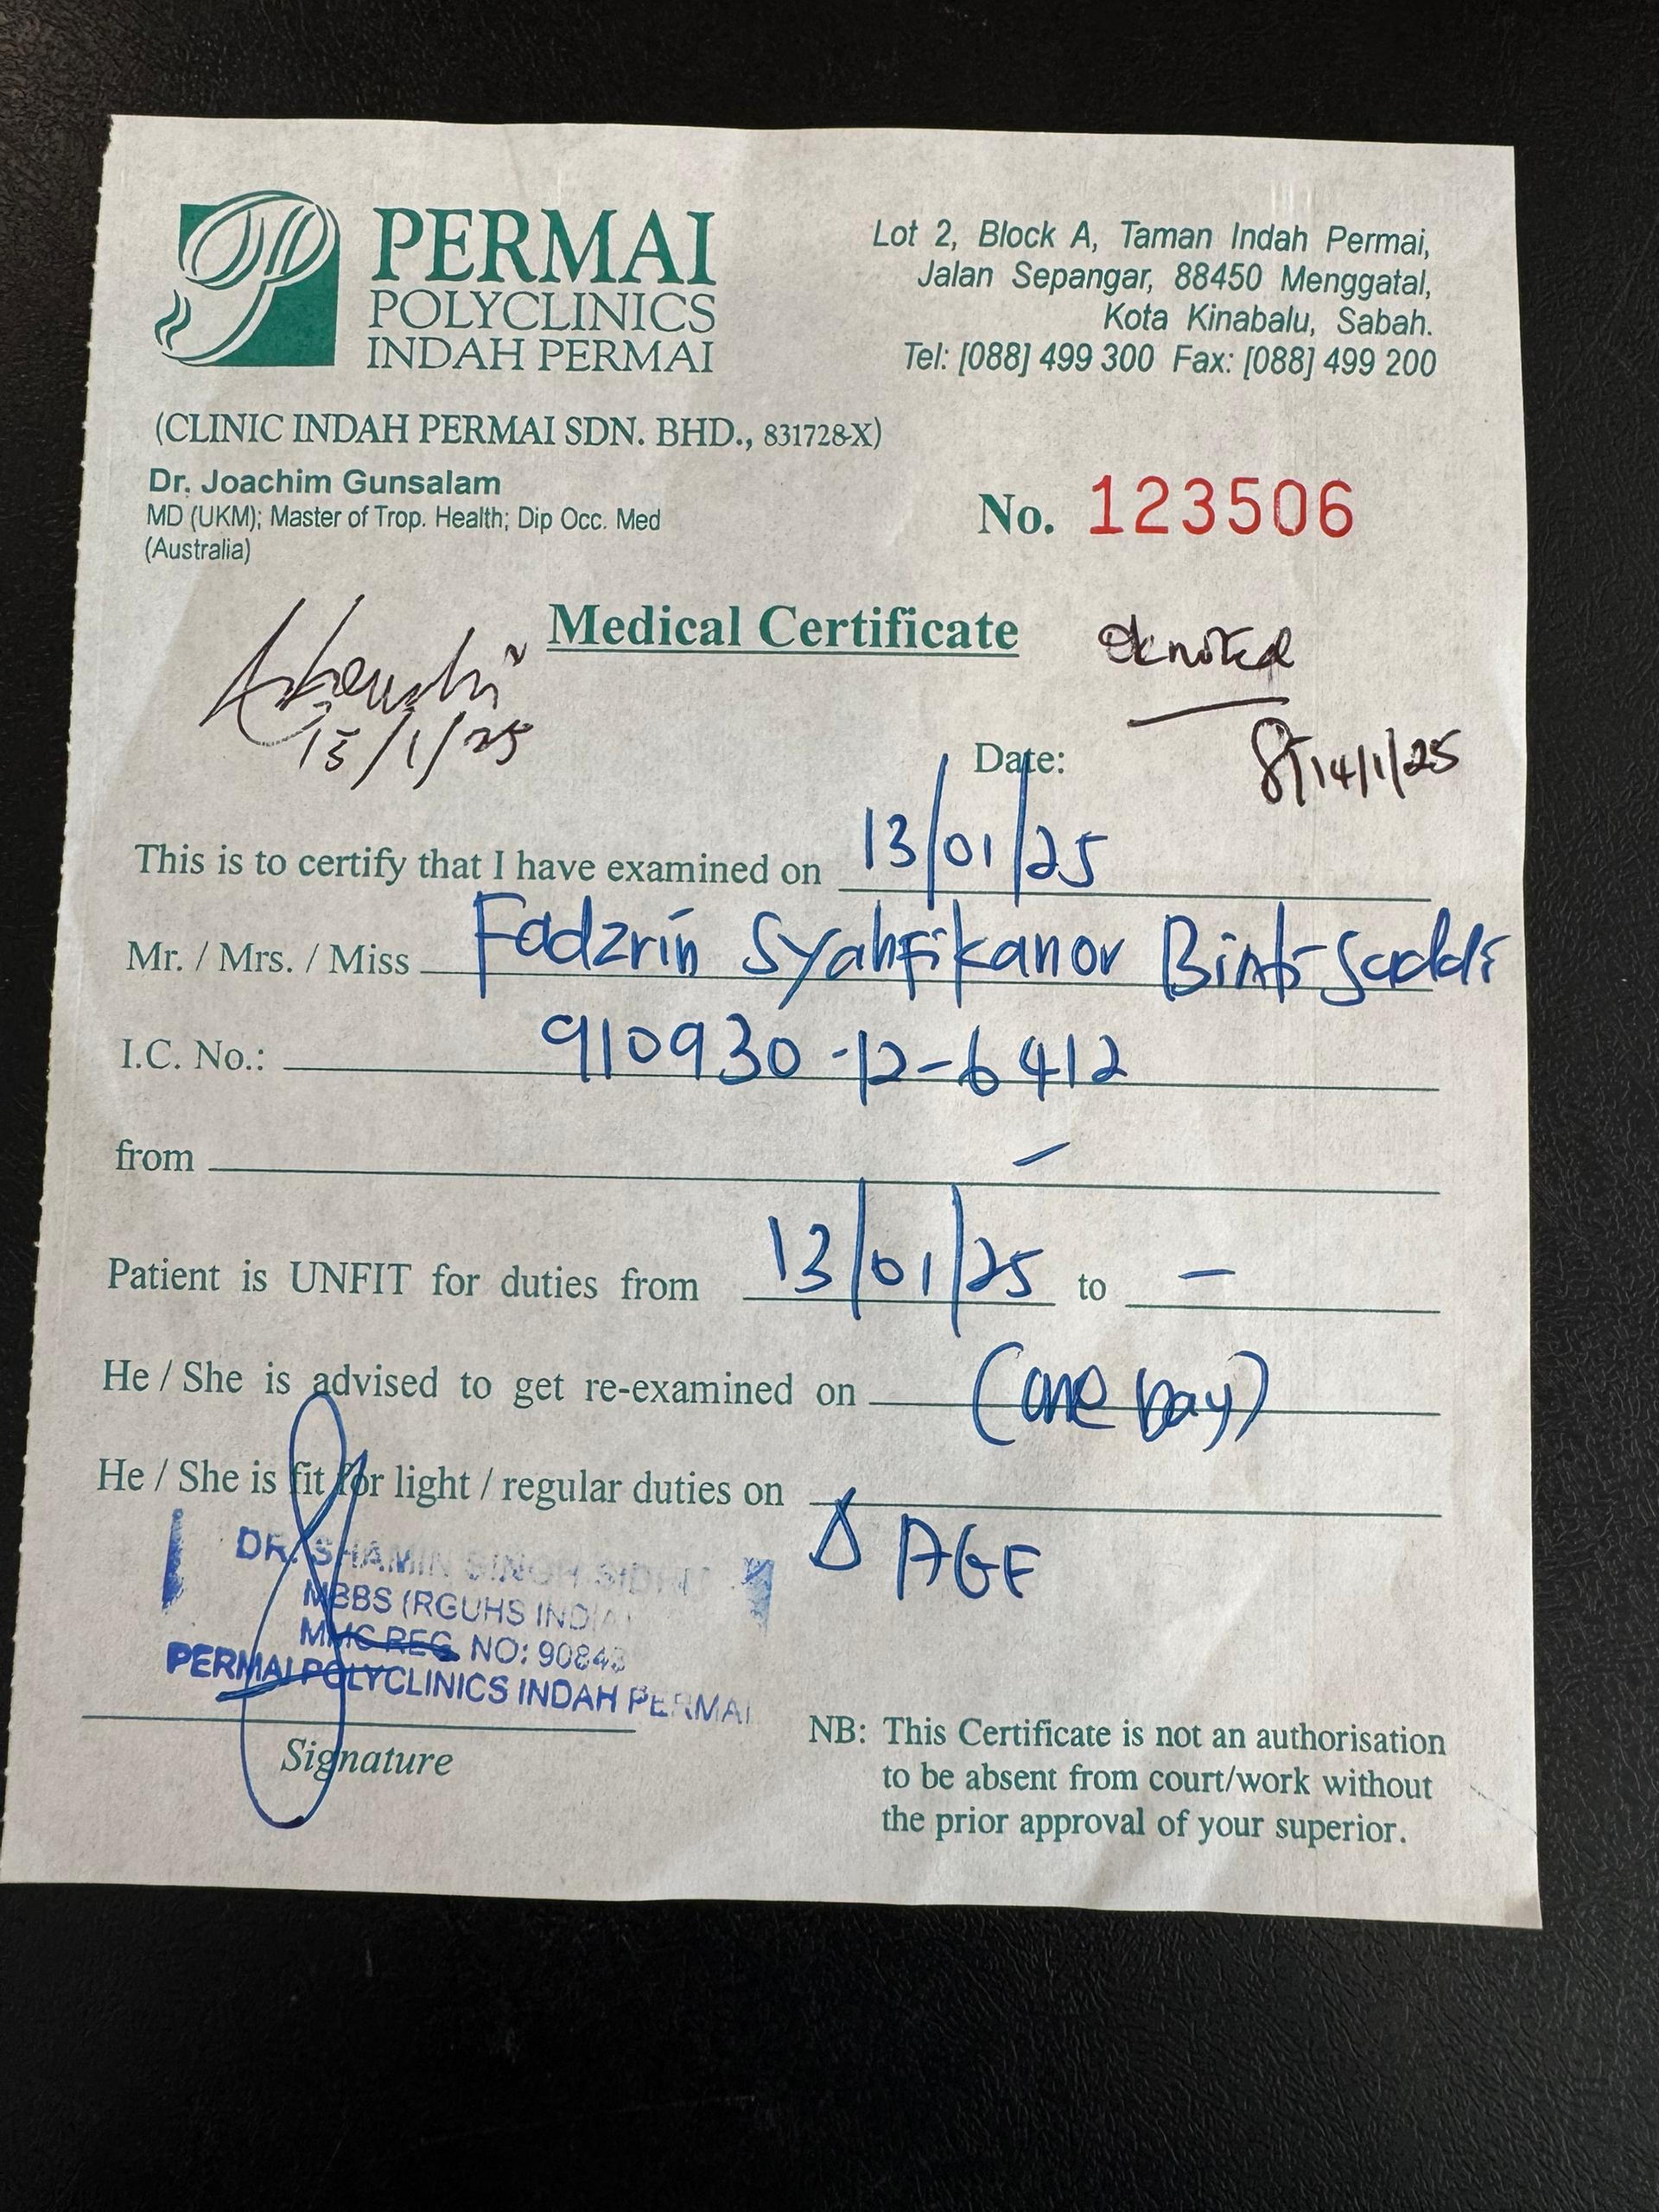 PERMAI
POLYCLINICS
INDAH PERMAI
Lot 2, Block A, Taman Indah Permai,
Jalan Sepangar, 88450 Menggatal,
Kota Kinabalu, Sabah.
Tel: [088] 499 300 Fax: [088] 499 200
(CLINIC INDAH PERMAI SDN. BHD., 831728-X)
Dr. Joachim Gunsalam
MD (UKM); Master of Trop. Health; Dip Occ. Med
(Australia)
No. 123506
Medical Certificate
noted
15/1/25
Date:
14/1/25
This is to certify that I have examined on 13/01/25
Mr. / Mrs. / Miss Fadzrin Syahfikanor Binti
I.C. No.: 910930-12-6412
from -
Patient is UNFIT for duties from 13/01/25 to -
He / She is advised to get re-examined on (one Day)
He / She is fit for light / regular duties on
Δ AGE
DR. SHAMIN SINGH SIDHU
MBBS (RGUHS INDIA)
MMC REG. NO: 90843
PERMAI POLYCLINICS INDAH PERMAI
Signature
NB: This Certificate is not an authorisation
to be absent from court/work without
the prior approval of your superior.